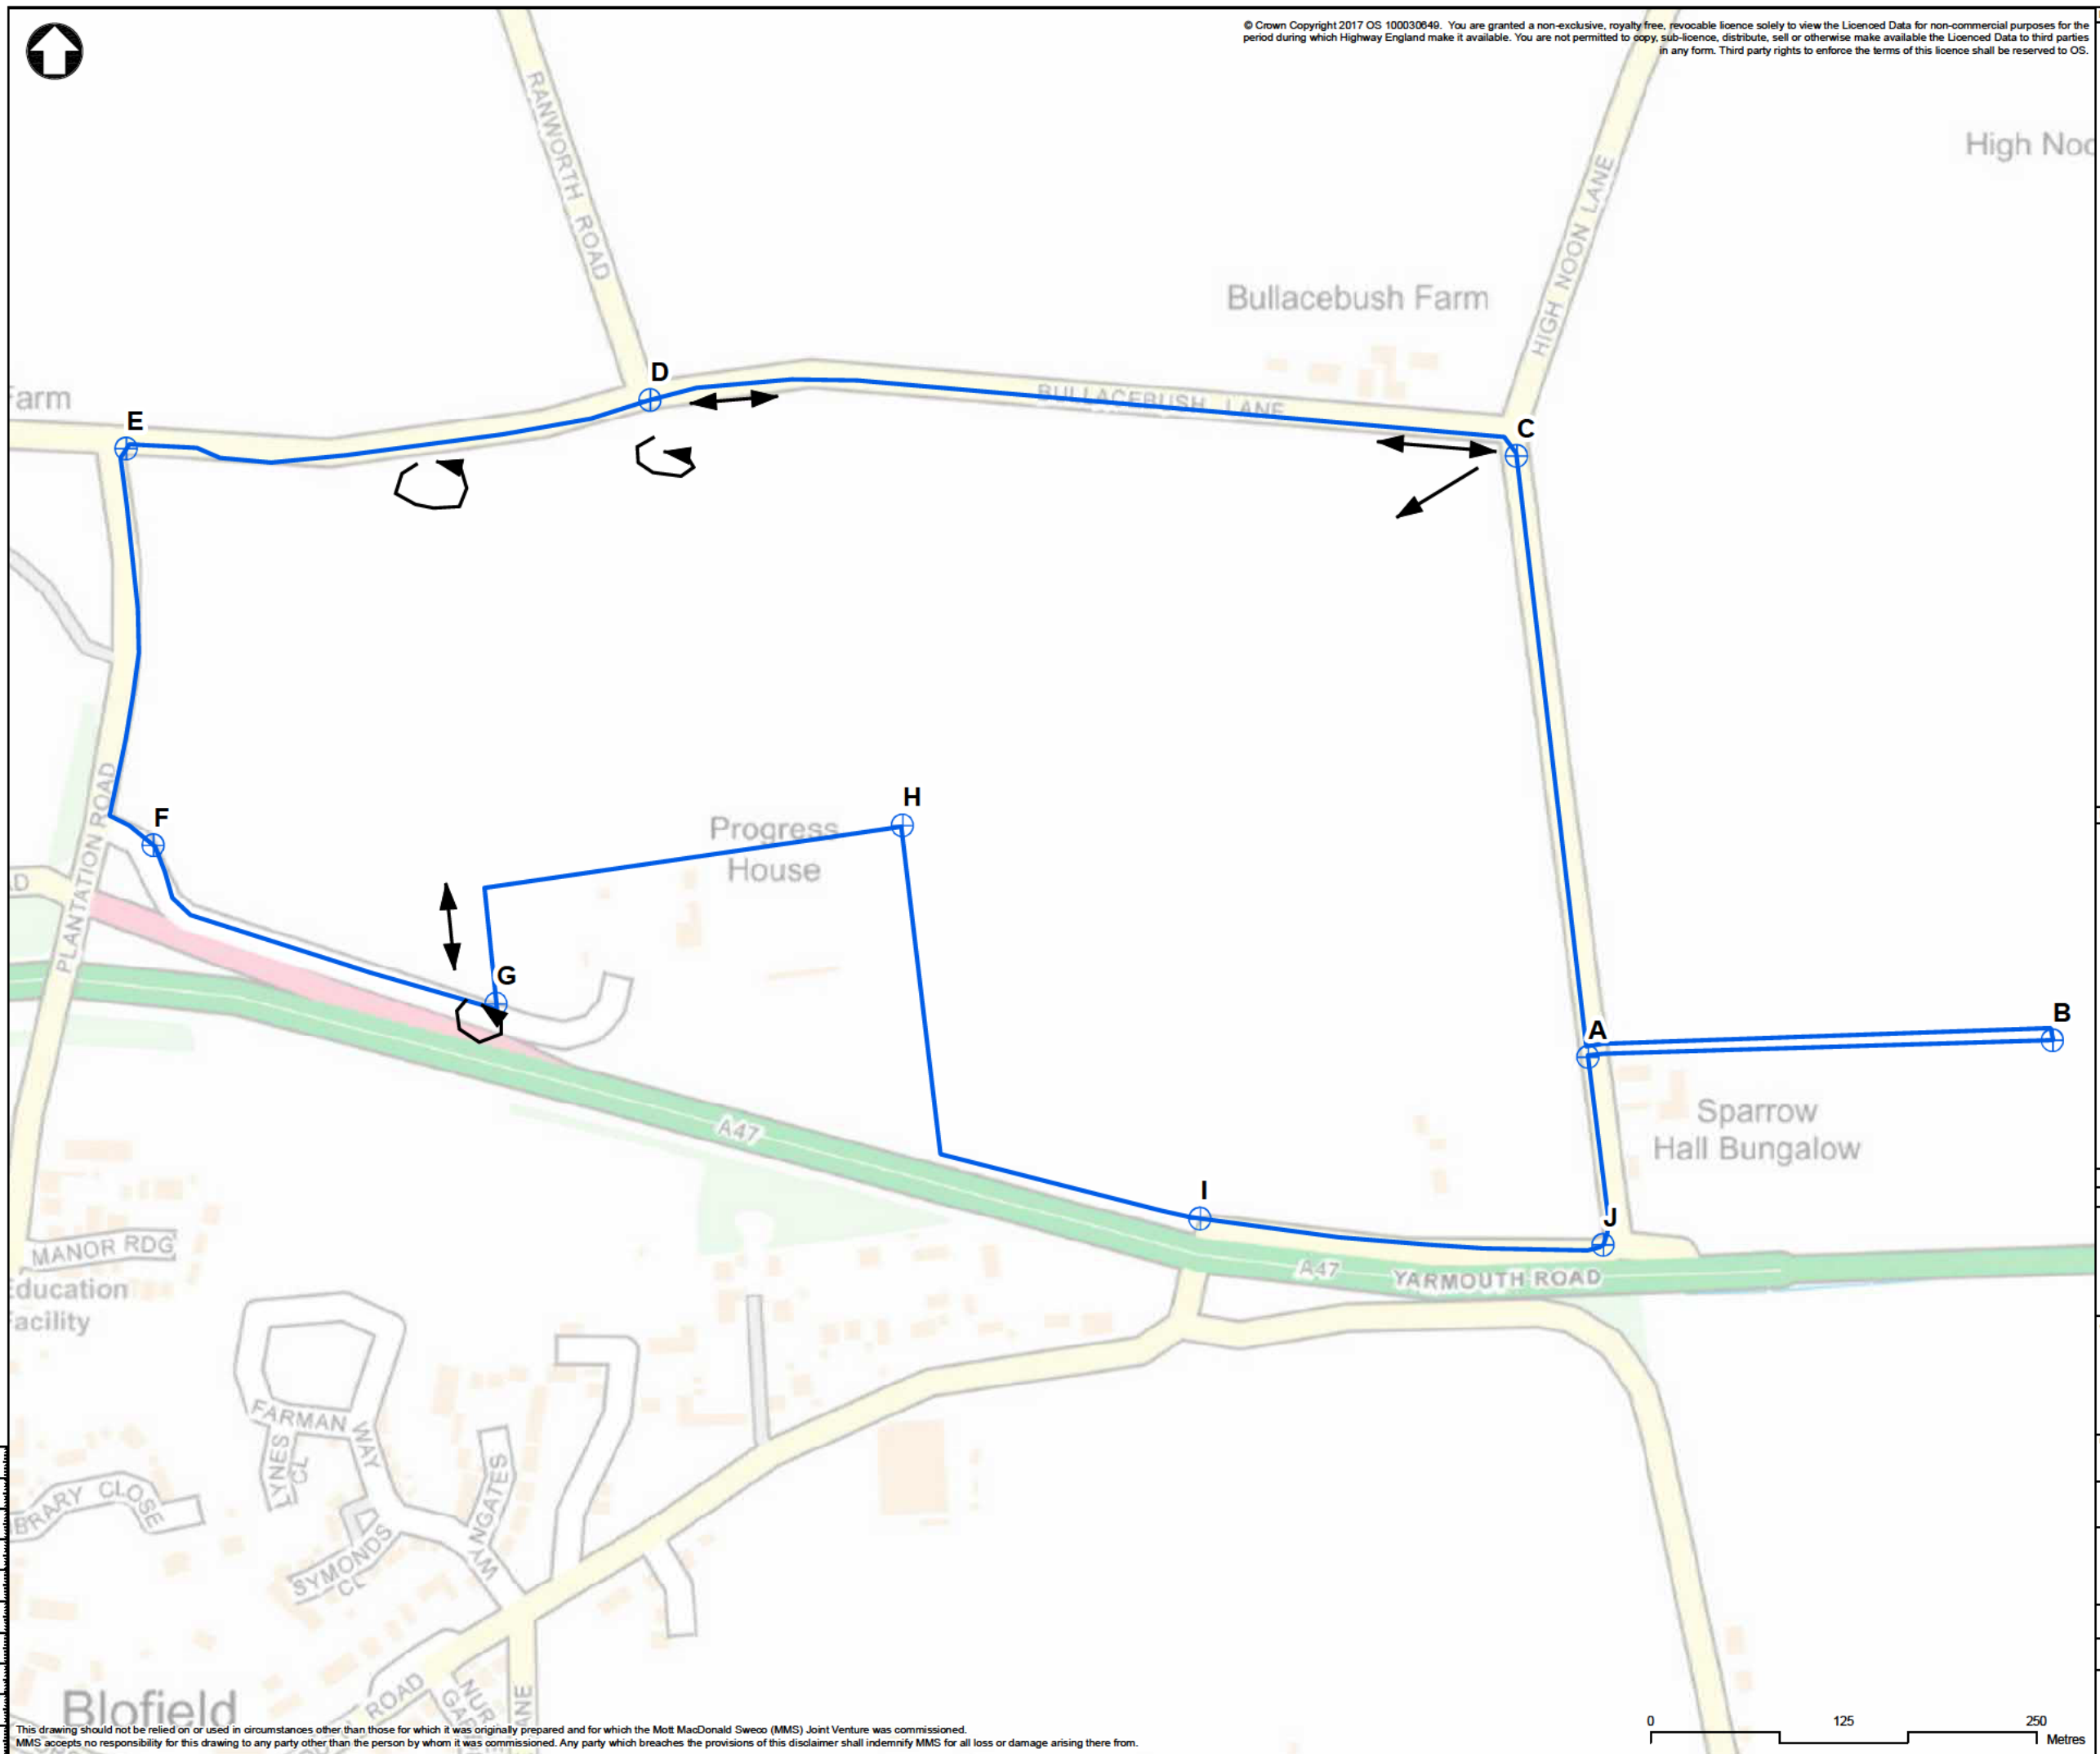 © Crown Copyright 2017 OS 100030649. You are granted a non-exclusive, royalty free, revocable licence solely to view the Licenced Data for non-commercial purposes for the
period during which Highway England make it available. You are not permitted to copy, sub-licence, distribute, sell or otherwise make available the Licenced Data to third parties
in any form. Third party rights to enforce the terms of this licence shall be reserved to OS.
RANWORTH ROAD
HIGH NOON LANE
High Noo
Bullacebush Farm
D
BULLACEBUSH LANE
Farm
E
C
H
F
Progress
House
PLANTATION ROAD
D
G
B
A
Sparrow
Hall Bungalow
A47
I
J
A47
YARMOUTH ROAD
MANOR RDG
Education
Facility
FARMAN WAY
LYNES CL
WYNGATES
BRARY CLOSE
SYMONDS CL
ROAD
NUR
GAR
ANE
Blofield
This drawing should not be relied on or used in circumstances other than those for which it was originally prepared and for which the Mott MacDonald Sweco (MMS) Joint Venture was commissioned.
MMS accepts no responsibility for this drawing to any party other than the person by whom it was commissioned. Any party which breaches the provisions of this disclaimer shall indemnify MMS for all loss or damage arising there from.
0 125 250
Metres